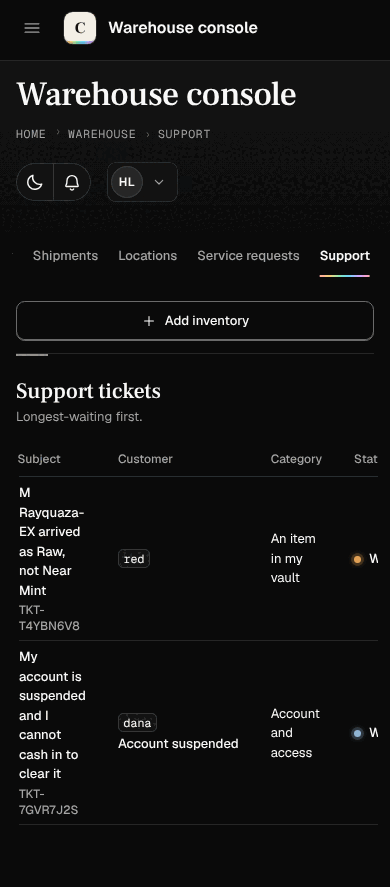 C Warehouse console
Warehouse console
HOME › WAREHOUSE › SUPPORT
HL
Shipments Locations Service requests Support
+ Add inventory
Support tickets
Longest-waiting first.
Subject Customer Category Stat
M
Rayquaza-
EX arrived
as Raw,
not Near
Mint
TKT-
T4YBN6V8
red
An item
in my
vault
W
My
account is
suspended
and I
cannot
cash in to
clear it
TKT-
7GVR7J2S
dana
Account suspended
Account
and
access
W